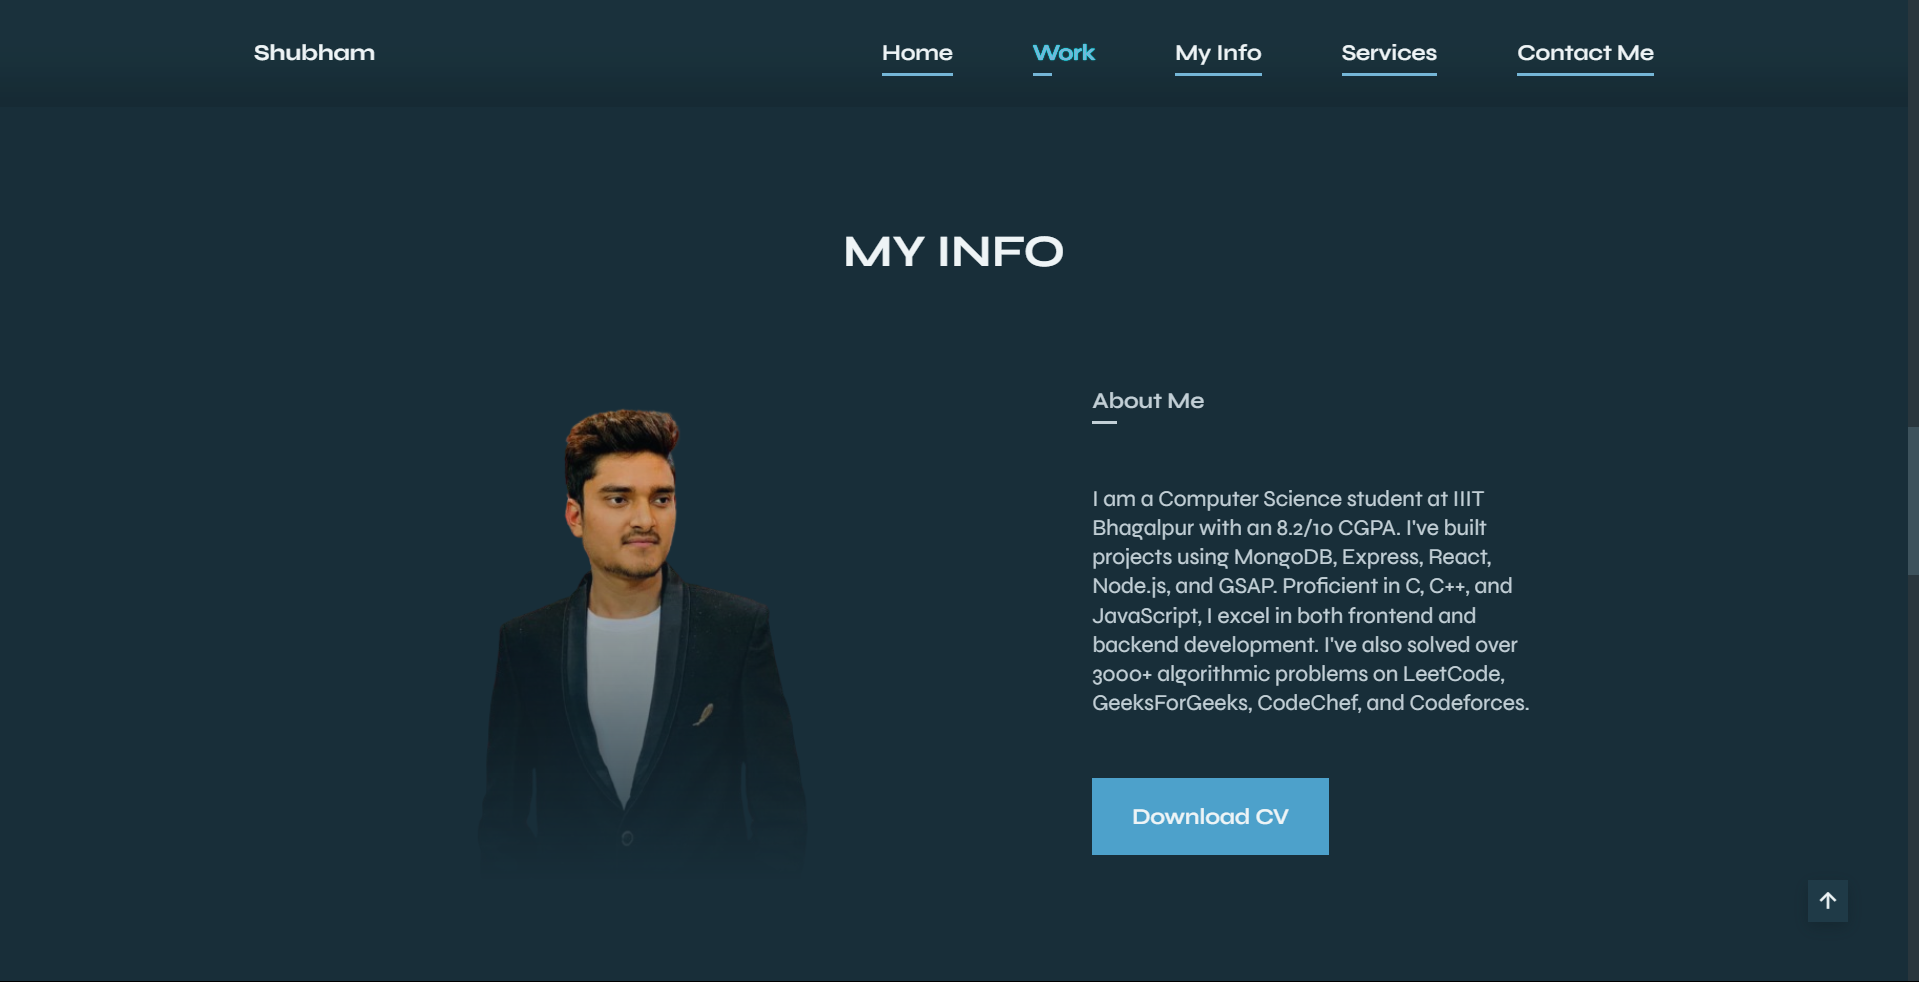 Shubham
Home
Work
My Info
Services
Contact Me
MY INFO
About Me
I am a Computer Science student at IIIT
Bhagalpur with an 8.2/10 CGPA. I've built
projects using MongoDB, Express, React,
Node.js, and GSAP. Proficient in C, C++, and
JavaScript, I excel in both frontend and
backend development. I've also solved over
3000+ algorithmic problems on LeetCode,
GeeksForGeeks, CodeChef, and Codeforces.
Download CV